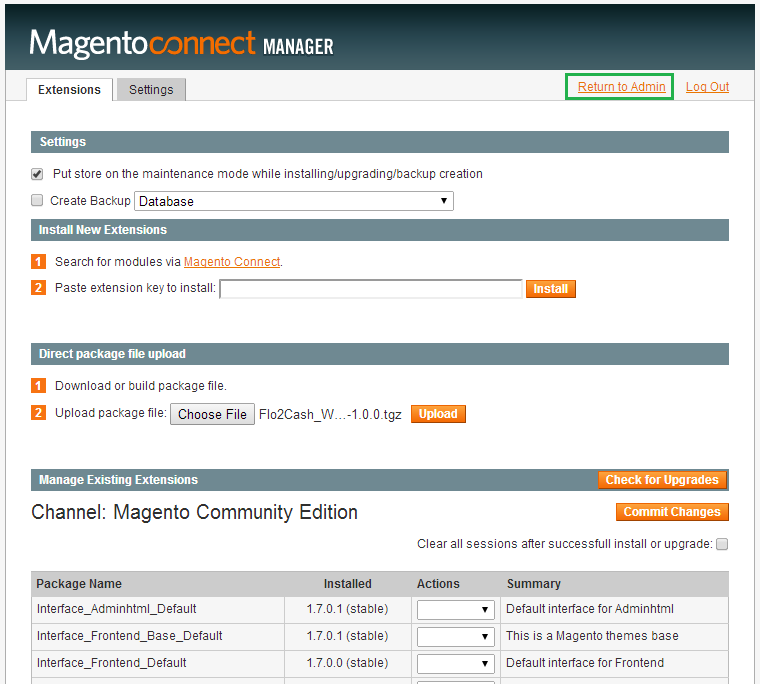 Magentoconnect MANAGER
Extensions Settings Return to Admin Log Out
Settings
Put store on the maintenance mode while installing/upgrading/backup creation
Create Backup Database
Install New Extensions
1 Search for modules via Magento Connect.
2 Paste extension key to install: Install
Direct package file upload
1 Download or build package file.
2 Upload package file: Choose File Flo2Cash_W...-1.0.0.tgz Upload
Manage Existing Extensions Check for Upgrades
Channel: Magento Community Edition Commit Changes
Clear all sessions after successfull install or upgrade:
Package Name Installed Actions Summary
Interface_Adminhtml_Default 1.7.0.1 (stable) Default interface for Adminhtml
Interface_Frontend_Base_Default 1.7.0.1 (stable) This is a Magento themes base
Interface_Frontend_Default 1.7.0.0 (stable) Default interface for Frontend